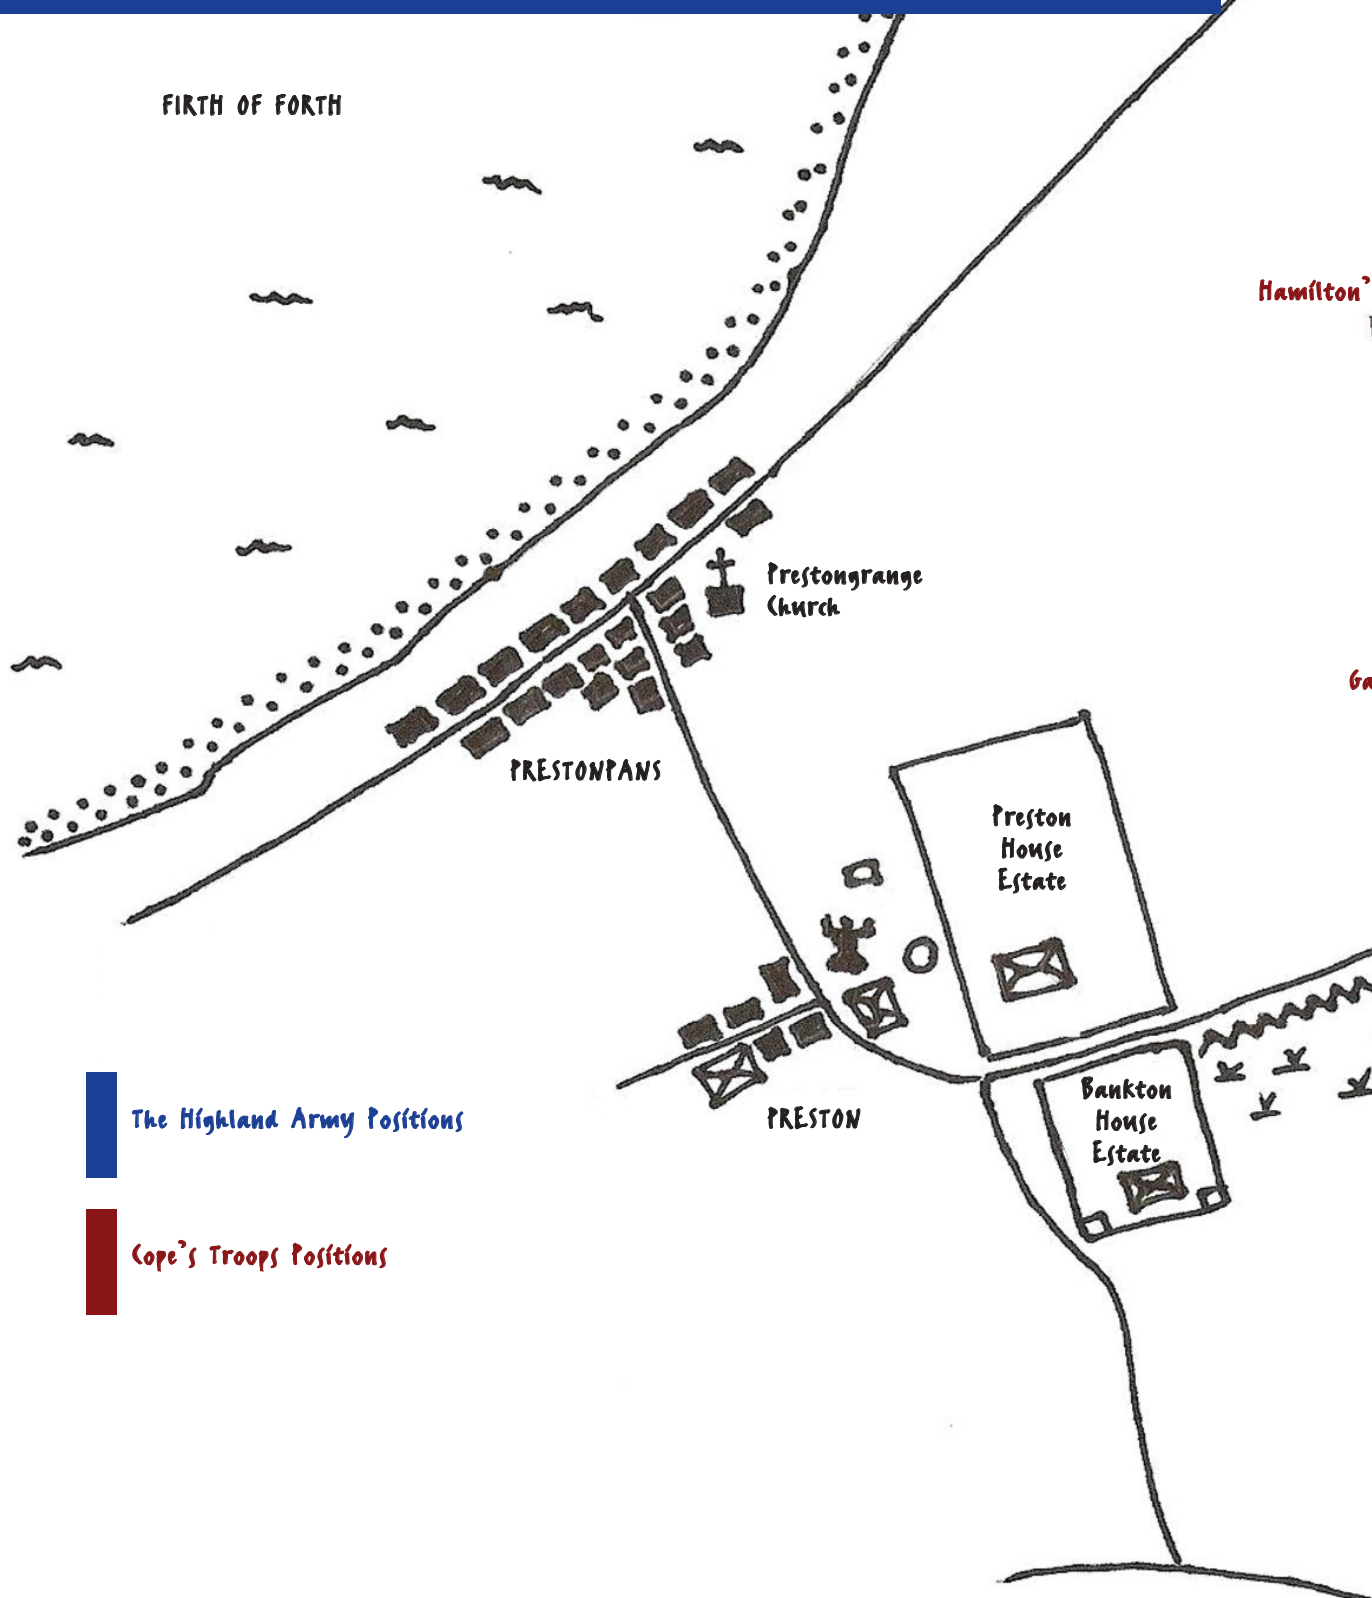 FIRTH OF FORTH
Hamilton'
Prestongrange
Church
Ga
PRESTONPANS
Preston
House
Estate
Bankton
House
Estate
PRESTON
The Highland Army Positions
Cope's Troops Positions